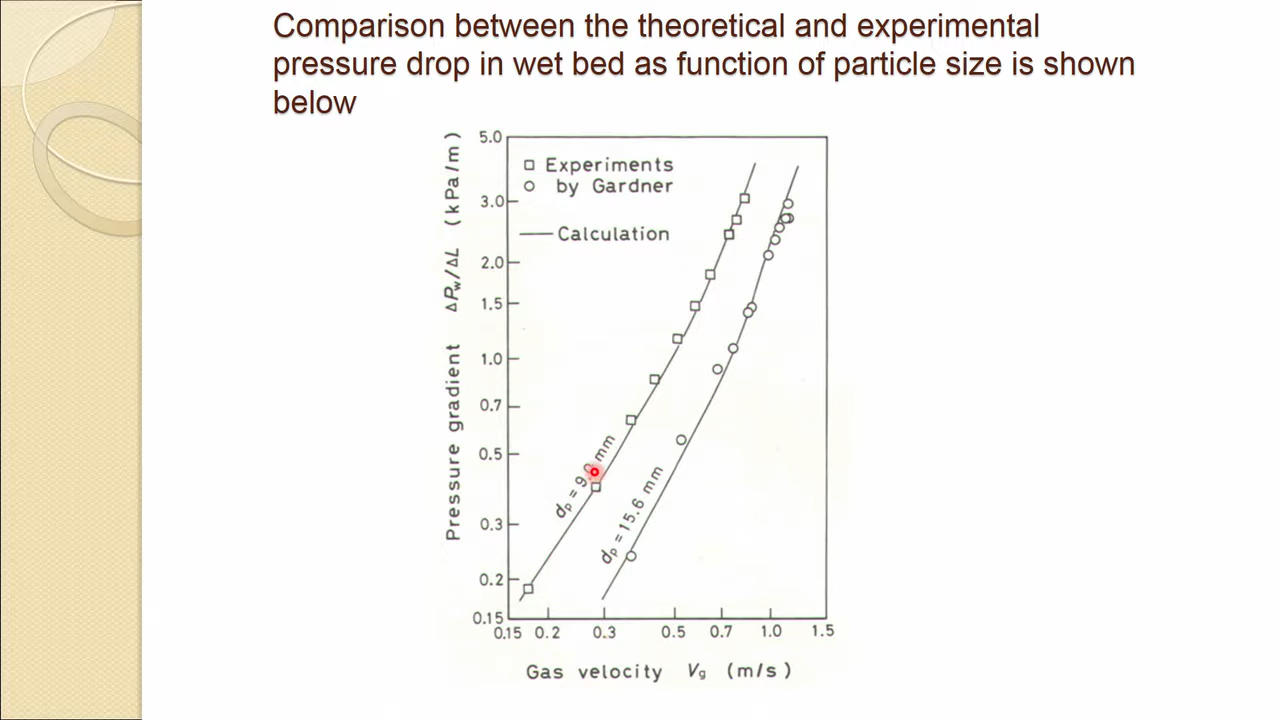 Comparison between the theoretical and experimental
pressure drop in wet bed as function of particle size is shown
below
Pressure gradient ΔPw/ΔL (kPa/m)
5.0
3.0
2.0
1.5
1.0
0.7
0.5
0.3
0.2
0.15
□ Experiments
○ by Gardner
— Calculation
dp = 9. mm
dp = 15.6 mm
0.15 0.2 0.3 0.5 0.7 1.0 1.5
Gas velocity Vg (m/s)